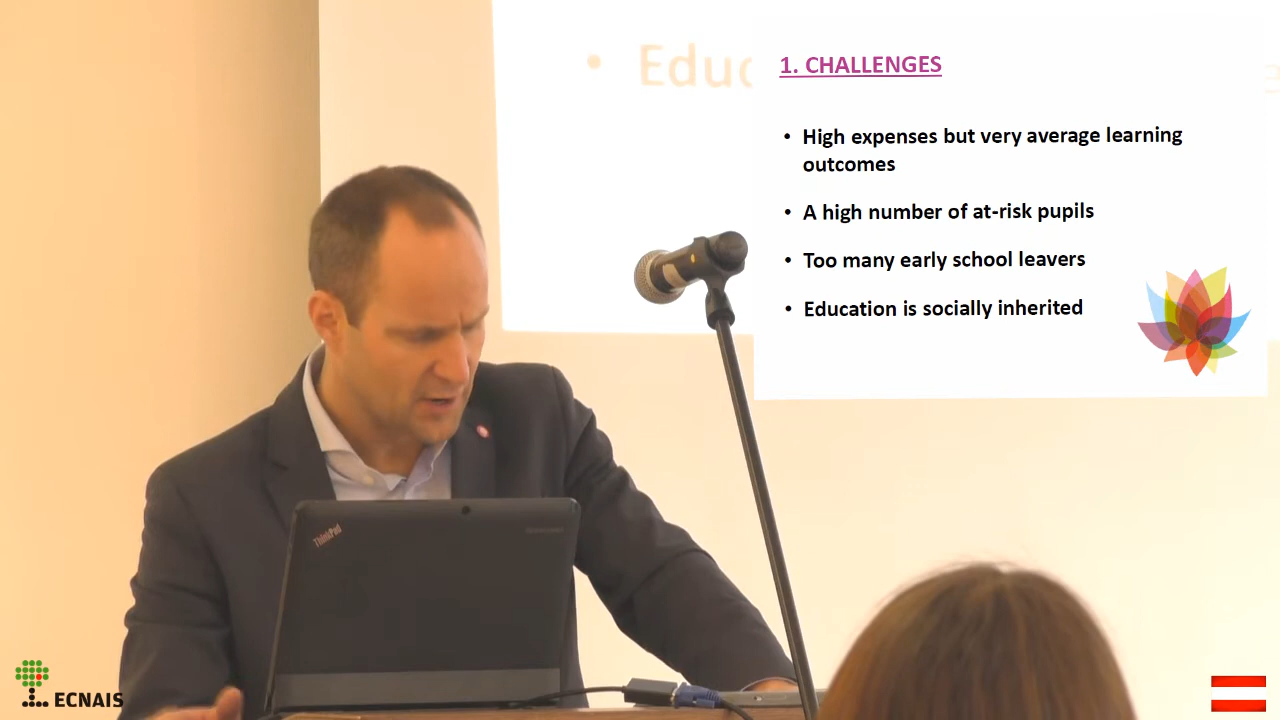 • Educ
1. CHALLENGES
• High expenses but very average learning
outcomes
• A high number of at-risk pupils
• Too many early school leavers
• Education is socially inherited
ThinkPad
ECNAIS